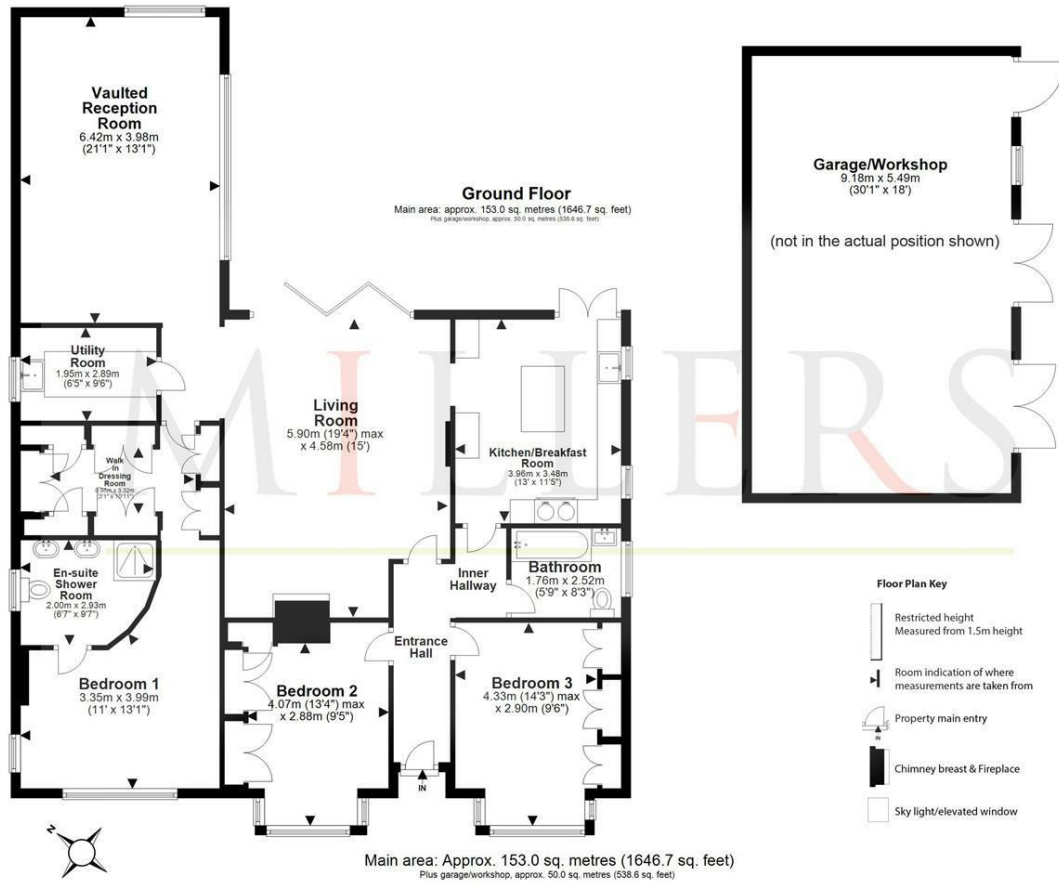 Vaulted
Reception
Room
6.42m x 3.98m
(21'1" x 13'1")
Ground Floor
Main area: approx. 153.0 sq. metres (1646.7 sq. feet)
Plus garage/workshop, approx. 50.0 sq. metres (538.6 sq. feet)
Garage/Workshop
9.18m x 5.49m
(30'1" x 18')
(not in the actual position shown)
MILLERS
Utility
Room
1.95m x 2.89m
(6'5" x 9'6")
Living
Room
5.90m (19'4") max
x 4.58m (15')
Kitchen/Breakfast
Room
3.96m x 3.48m
(13' x 11'5")
Walk
In
Dressing
Room
En-suite
Shower
Room
2.00m x 2.93m
(6'7" x 9'7")
Inner
Hallway
Bathroom
1.76m x 2.52m
(5'9" x 8'3")
Entrance
Hall
Bedroom 1
3.35m x 3.99m
(11' x 13'1")
Bedroom 2
4.07m (13'4") max
x 2.88m (9'5")
Bedroom 3
4.33m (14'3") max
x 2.90m (9'6")
IN
Floor Plan Key
Restricted height
Measured from 1.5m height
Room indication of where
measurements are taken from
Property main entry
IN
Chimney breast & Fireplace
Sky light/elevated window
N
Main area: Approx. 153.0 sq. metres (1646.7 sq. feet)
Plus garage/workshop, approx. 50.0 sq. metres (538.6 sq. feet)